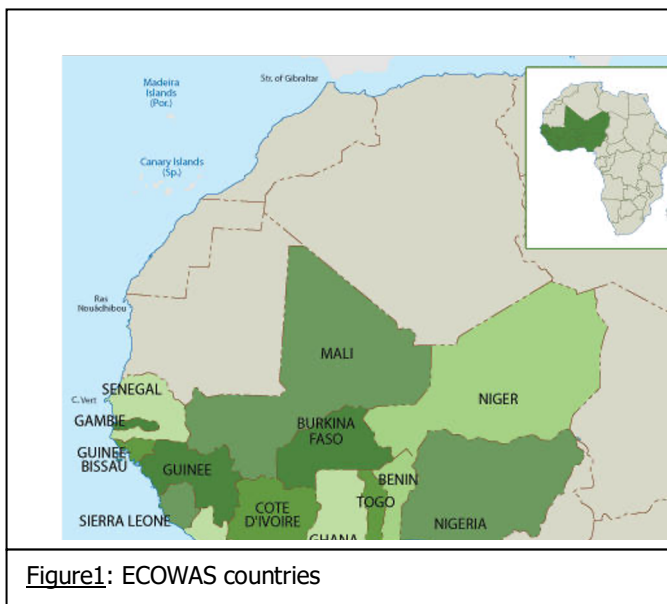 Madeira
Islands
(Por.)
Str. of Gibraltar
Canary Islands
(Sp.)
Ras
Nouâdhibou
MALI
SENEGAL
C. Vert
NIGER
GAMBIE
BURKINA
FASO
GUINEE-
BISSAU
GUINEE
BENIN
TOGO
COTE
D'IVOIRE
SIERRA LEONE
NIGERIA
GHANA
Figure1: ECOWAS countries